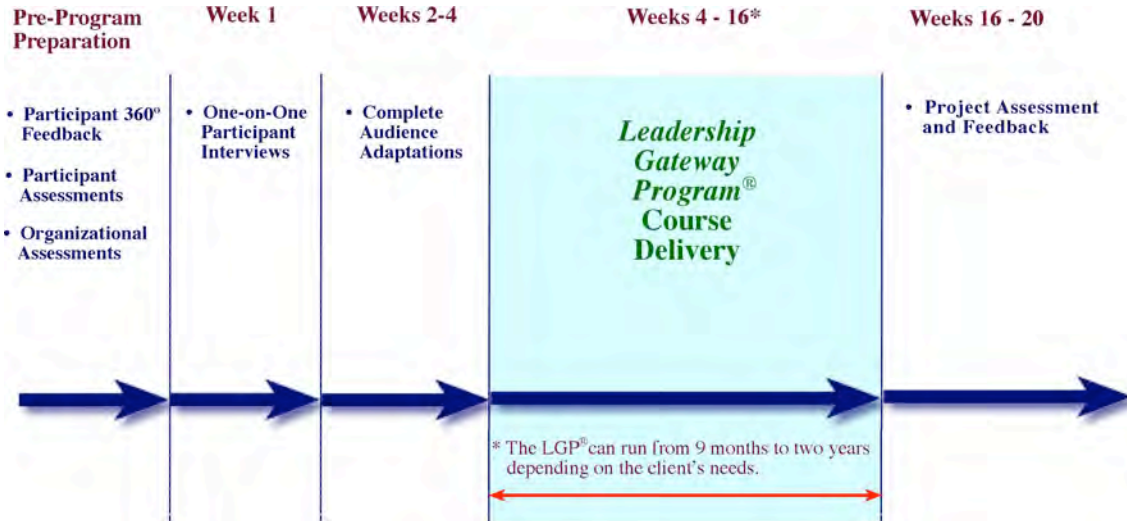 Pre-Program
Preparation
Week 1
Weeks 2-4
Weeks 4 - 16*
Weeks 16 - 20
• Participant 360º
Feedback
• Participant
Assessments
• Organizational
Assessments
• One-on-One
Participant
Interviews
• Complete
Audience
Adaptations
Leadership
Gateway
Program®
Course
Delivery
• Project Assessment
and Feedback
* The LGP®can run from 9 months to two years
depending on the client's needs.